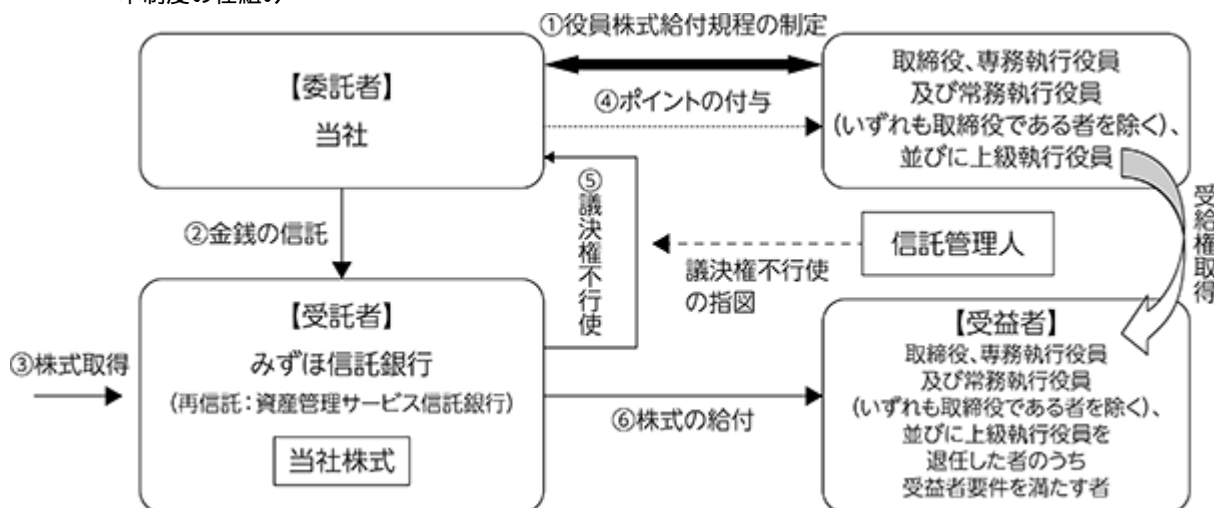 本制度の仕組み
①役員株式給付規程の制定
【委託者】
当社
④ポイントの付与
取締役、専務執行役員
及び常務執行役員
(いずれも取締役である者を除く)、
並びに上級執行役員
②金銭の信託
⑤議決権不行使
議決権不行使
の指図
信託管理人
受給権取得
③株式取得
【受託者】
みずほ信託銀行
(再信託：資産管理サービス信託銀行)
当社株式
⑥株式の給付
【受益者】
取締役、専務執行役員
及び常務執行役員
(いずれも取締役である者を除く)、
並びに上級執行役員を
退任した者のうち
受益者要件を満たす者